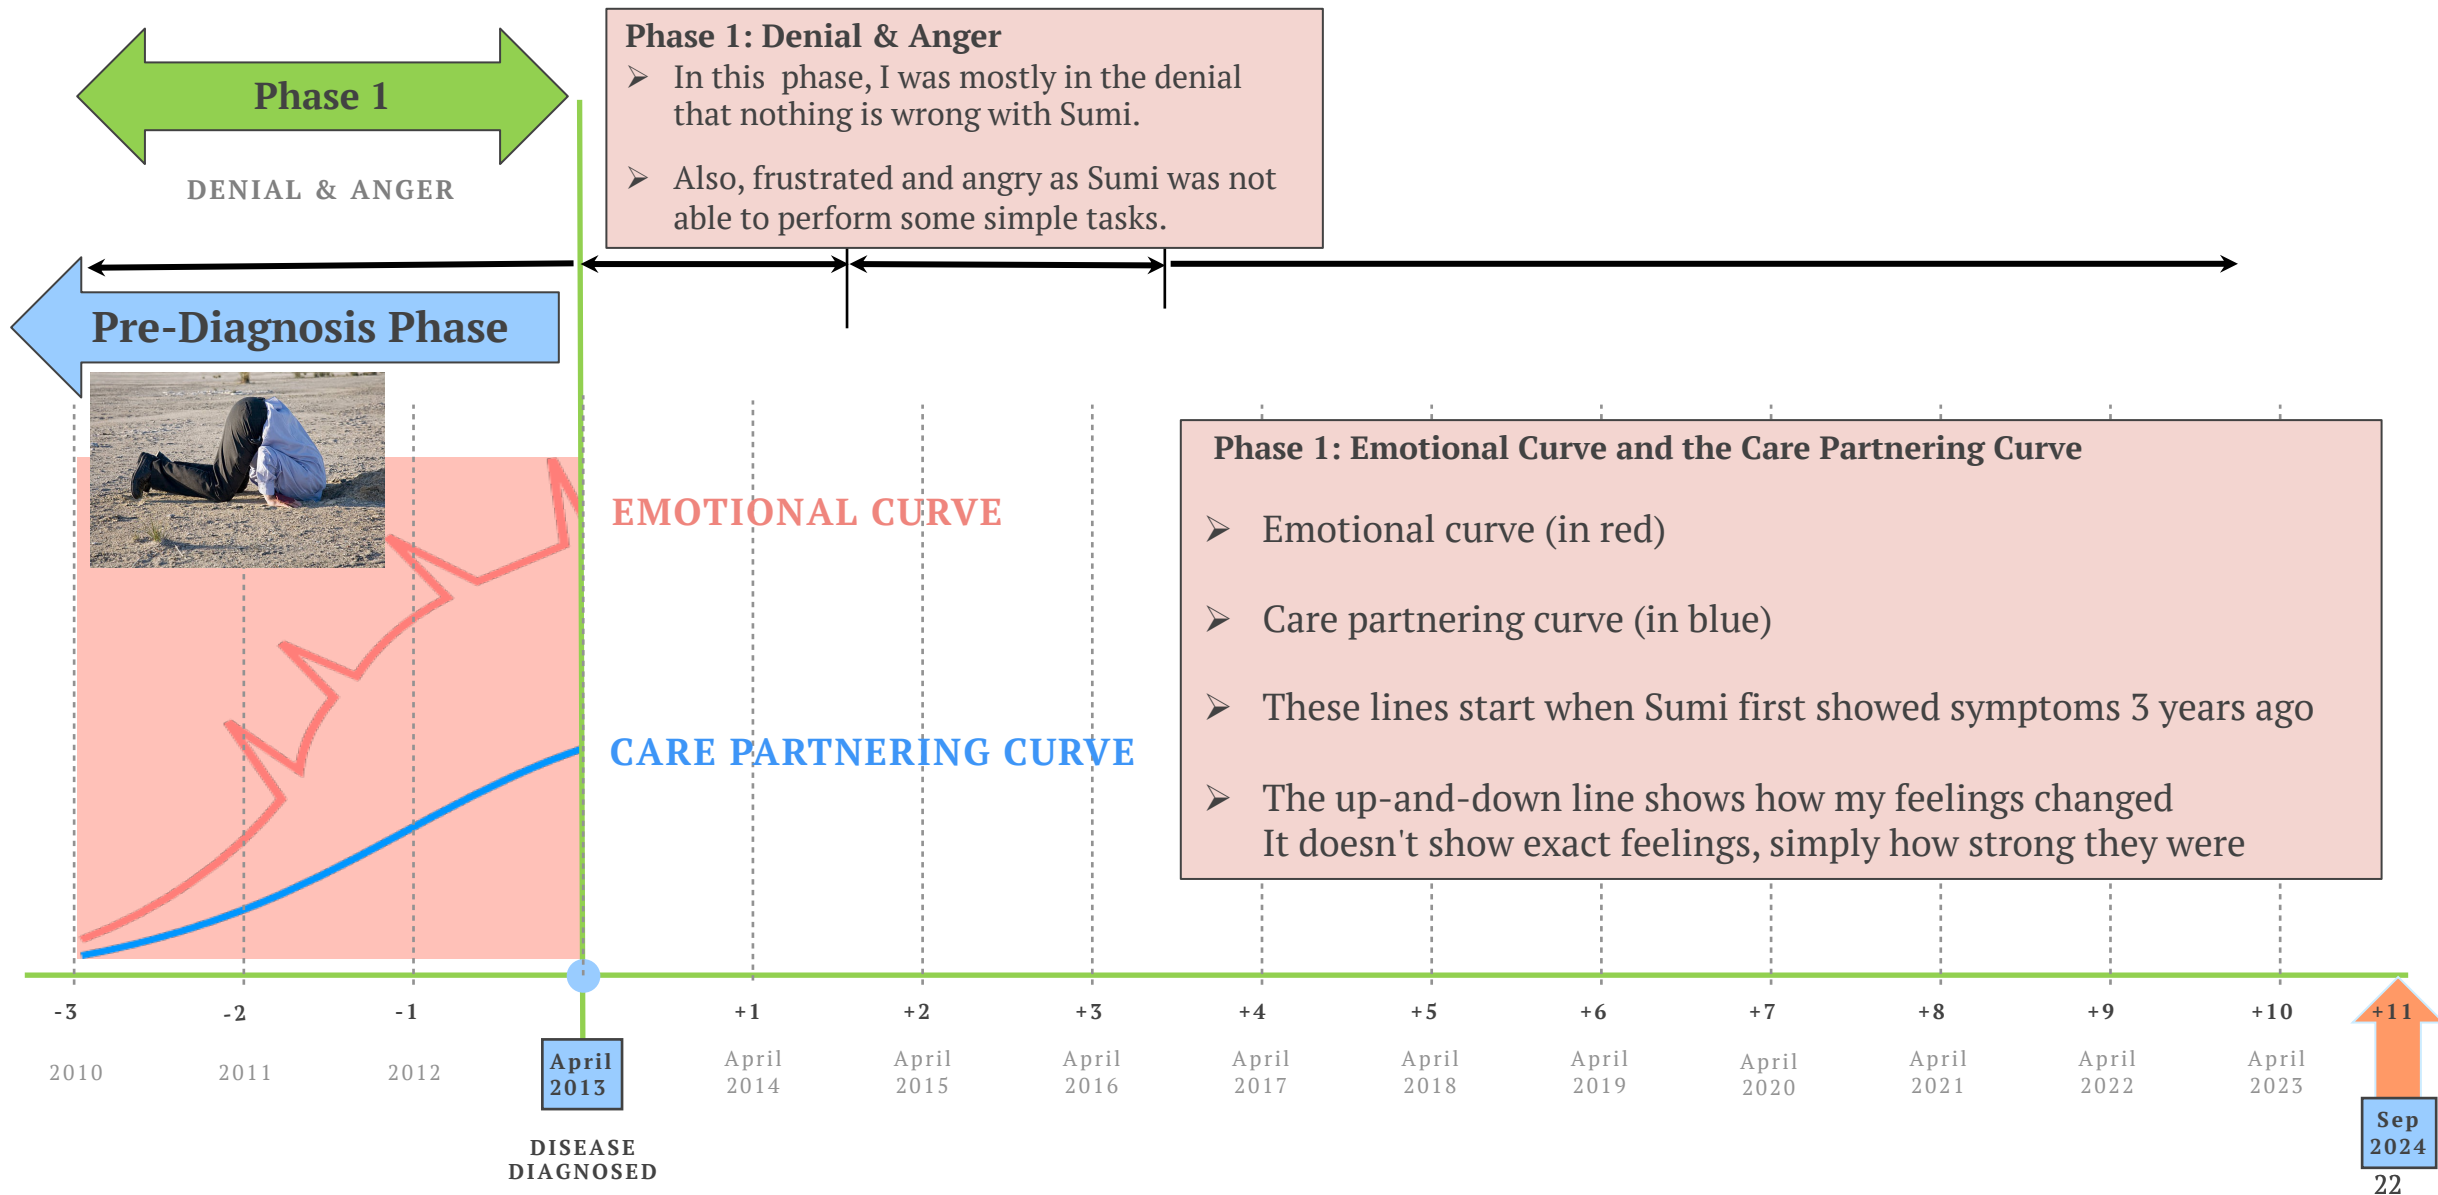 Phase 1
DENIAL & ANGER
Phase 1: Denial & Anger
➢ In this  phase, I was mostly in the denial
that nothing is wrong with Sumi.
➢ Also, frustrated and angry as Sumi was not
able to perform some simple tasks.
Pre-Diagnosis Phase
EMOTIONAL CURVE
CARE PARTNERING CURVE
Phase 1: Emotional Curve and the Care Partnering Curve
➢ Emotional curve (in red)
➢ Care partnering curve (in blue)
➢ These lines start when Sumi first showed symptoms 3 years ago
➢ The up-and-down line shows how my feelings changed
It doesn't show exact feelings, simply how strong they were
-3 -2 -1 +1 +2 +3 +4 +5 +6 +7 +8 +9 +10 +11
2010 2011 2012
April
2013
April
2014
April
2015
April
2016
April
2017
April
2018
April
2019
April
2020
April
2021
April
2022
April
2023
Sep
2024
DISEASE
DIAGNOSED
22